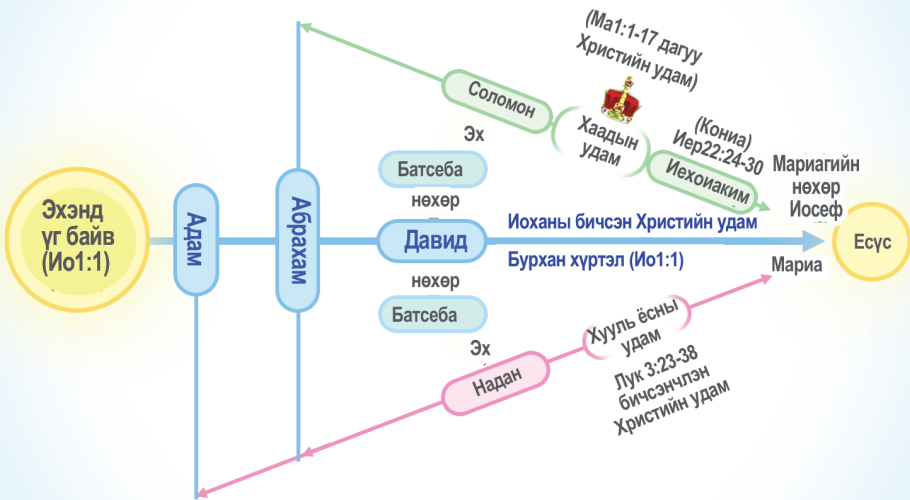 (Ма1:1-17 дагуу
Христийн удам)
Соломон
Хаадын
удам
(Кониа)
Иер22:24-30
Иехоиаким
Мариагийн
нөхөр
Иосеф
Эх
Батсеба
нөхөр
Эхэнд
үг байв
(Ио1:1)
Адам
Абрахам
Давид
Иоханы бичсэн Христийн удам
Бурхан хүртэл (Ио1:1)
Есүс
Мариа
нөхөр
Батсеба
Эх
Надан
Хууль ёсны
удам
Лук 3:23-38
бичсэнчлэн
Христийн удам